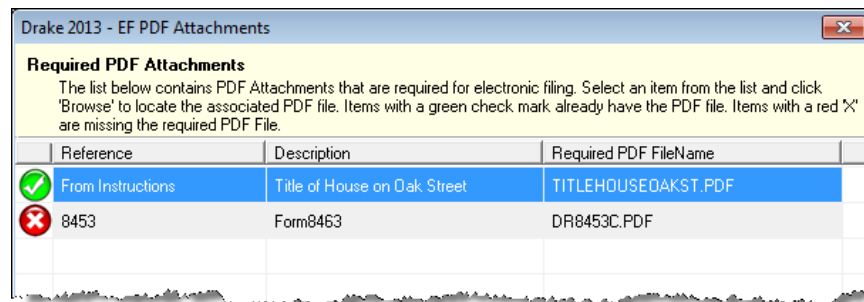 Drake 2013 - EF PDF Attachments
Required PDF Attachments
The list below contains PDF Attachments that are required for electronic filing. Select an item from the list and click
'Browse' to locate the associated PDF file. Items with a green check mark already have the PDF file. Items with a red 'X'
are missing the required PDF File.
Reference Description Required PDF FileName
From Instructions Title of House on Oak Street TITLEHOUSEOAKST.PDF
8453 Form8463 DR8453C.PDF